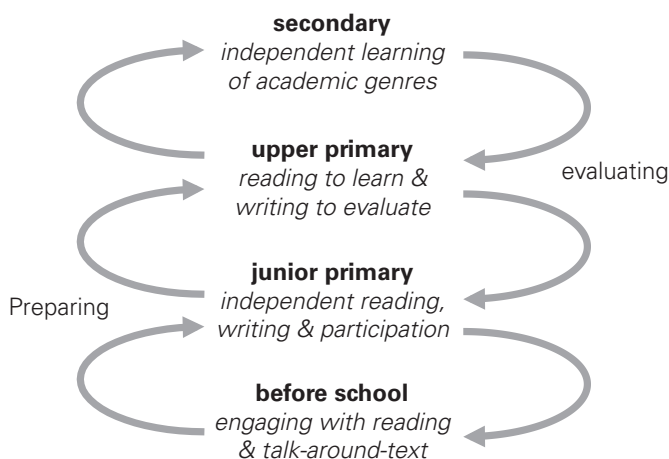 secondary
independent learning
of academic genres
upper primary
reading to learn &
writing to evaluate
evaluating
junior primary
independent reading,
writing & participation
Preparing
before school
engaging with reading
& talk-around-text